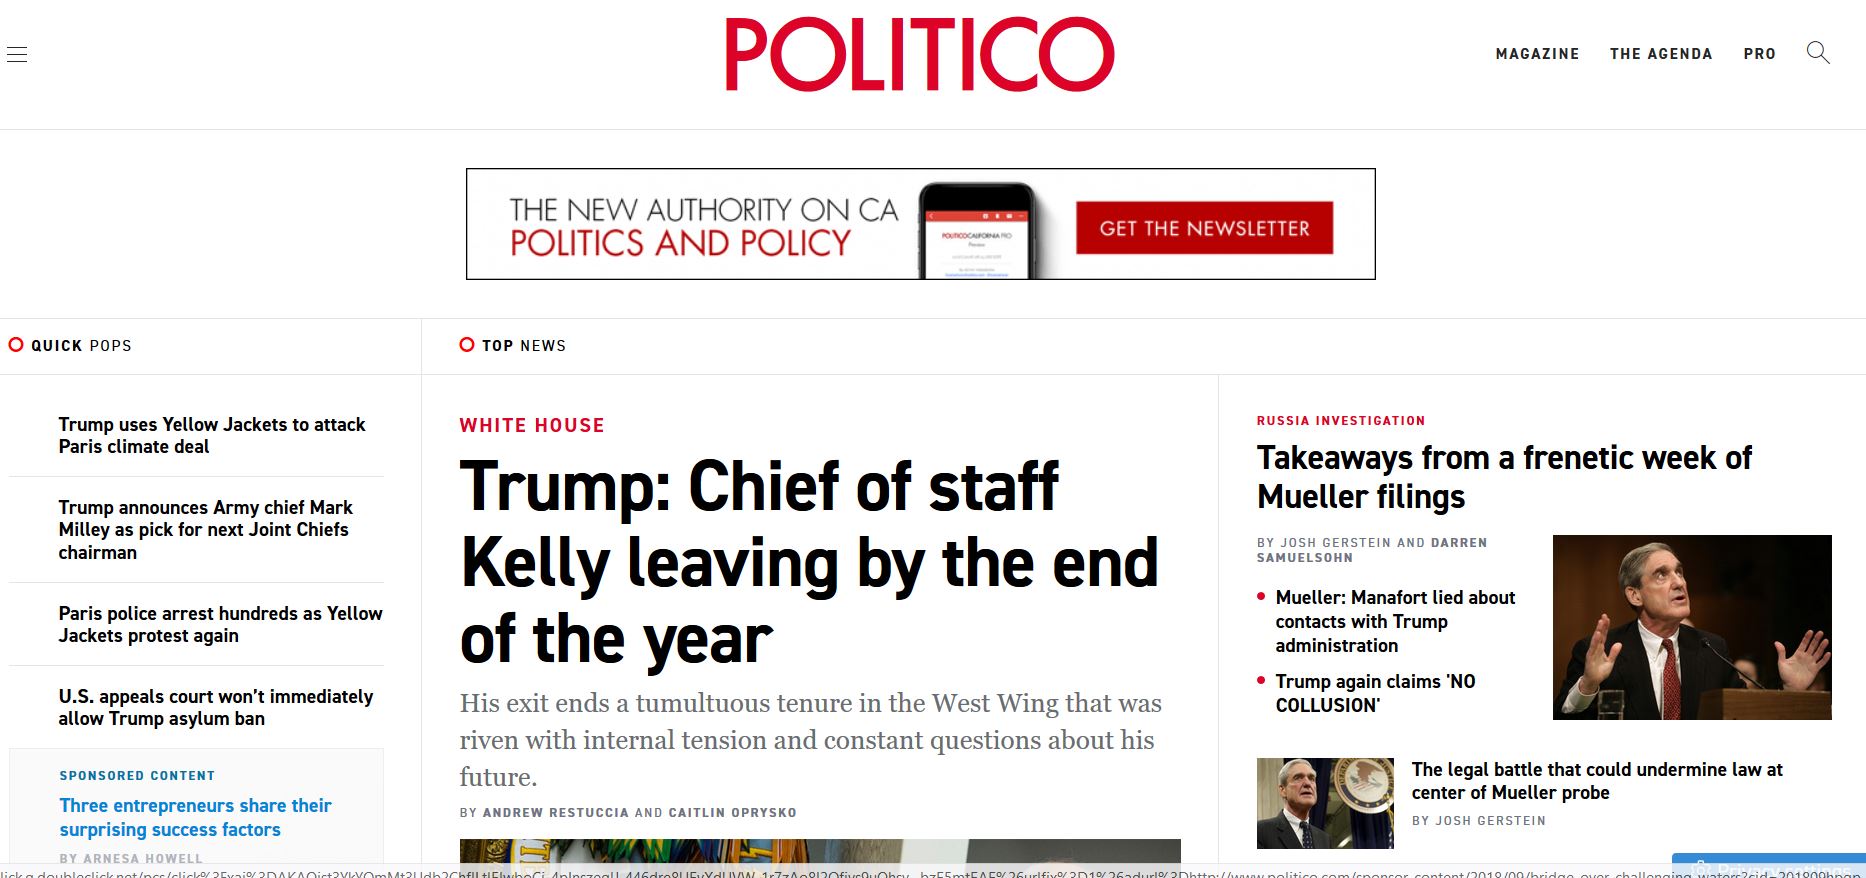 POLITICO
MAGAZINE THE AGENDA PRO
THE NEW AUTHORITY ON CA
POLITICS AND POLICY
POLITICO CALIFORNIA PRO
GET THE NEWSLETTER
QUICK POPS
TOP NEWS
Trump uses Yellow Jackets to attack
Paris climate deal
Trump announces Army chief Mark
Milley as pick for next Joint Chiefs
chairman
Paris police arrest hundreds as Yellow
Jackets protest again
U.S. appeals court won’t immediately
allow Trump asylum ban
SPONSORED CONTENT
Three entrepreneurs share their
surprising success factors
BY ARNESA HOWELL
WHITE HOUSE
Trump: Chief of staff
Kelly leaving by the end
of the year
His exit ends a tumultuous tenure in the West Wing that was
riven with internal tension and constant questions about his
future.
BY ANDREW RESTUCCIA AND CAITLIN OPRYSKO
RUSSIA INVESTIGATION
Takeaways from a frenetic week of
Mueller filings
BY JOSH GERSTEIN AND DARREN
SAMUELSOHN
Mueller: Manafort lied about
contacts with Trump
administration
Trump again claims 'NO
COLLUSION'
The legal battle that could undermine law at
center of Mueller probe
BY JOSH GERSTEIN